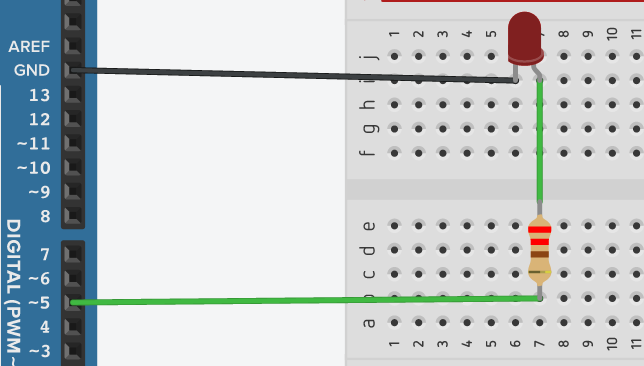 AREF
GND
13
12
~11
~10
~9
8
7
~6
~5
4
~3
DIGITAL (PWM ~
1 2 3 4 5 7 8 9 10 11
j
i
h
g
f
e
d
c
a
1 2 3 4 5 6 7 8 9 10 11